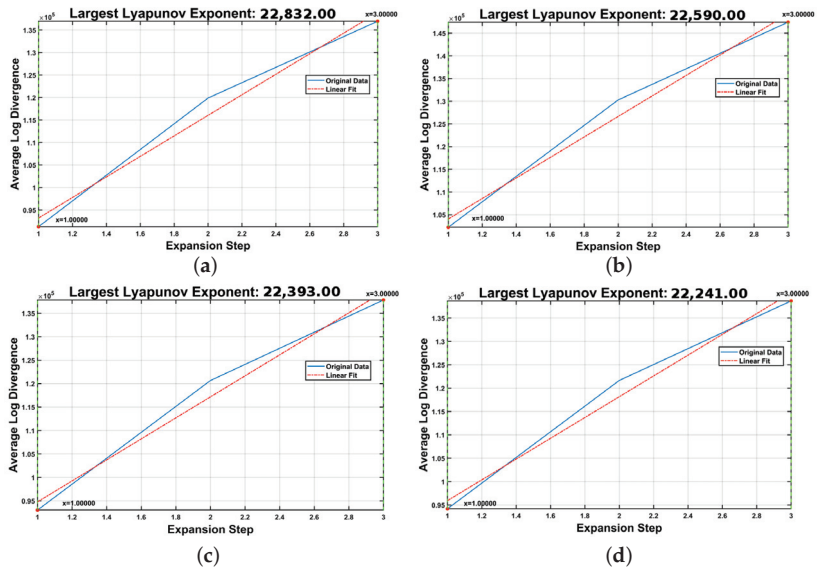 Largest Lyapunov Exponent: 22,832.00
×10⁵
x=3.00000
1.35
1.3
1.25
1.2
1.15
1.1
1.05
1
0.95
Average Log Divergence
Original Data
Linear Fit
x=1.00000
1 1.2 1.4 1.6 1.8 2 2.2 2.4 2.6 2.8 3
Expansion Step
(a)
Largest Lyapunov Exponent: 22,590.00
×10⁵
x=3.00000
1.45
1.4
1.35
1.3
1.25
1.2
1.15
1.1
1.05
Average Log Divergence
Original Data
Linear Fit
x=1.00000
1 1.2 1.4 1.6 1.8 2 2.2 2.4 2.6 2.8 3
Expansion Step
(b)
Largest Lyapunov Exponent: 22,393.00
×10⁵
x=3.00000
1.35
1.3
1.25
1.2
1.15
1.1
1.05
1
0.95
Average Log Divergence
Original Data
Linear Fit
x=1.00000
1 1.2 1.4 1.6 1.8 2 2.2 2.4 2.6 2.8 3
Expansion Step
(c)
Largest Lyapunov Exponent: 22,241.00
×10⁵
x=3.00000
1.35
1.3
1.25
1.2
1.15
1.1
1.05
1
0.95
Average Log Divergence
Original Data
Linear Fit
x=1.00000
1 1.2 1.4 1.6 1.8 2 2.2 2.4 2.6 2.8 3
Expansion Step
(d)